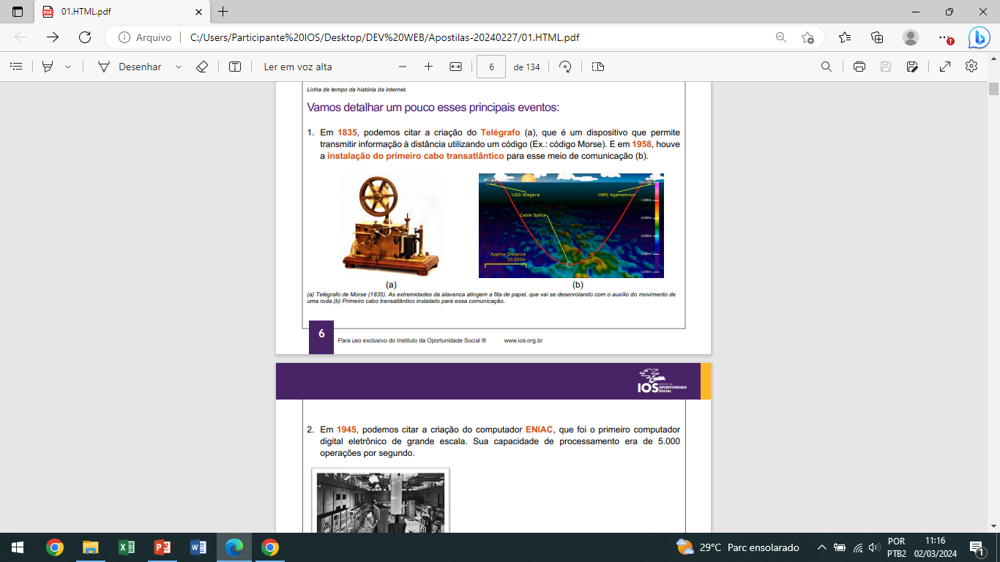 01.HTML.pdf
Arquivo
C:/Users/Participante%20IOS/Desktop/DEV%20WEB/Apostilas-20240227/01.HTML.pdf
Desenhar
Ler em voz alta
6
de 134
Linha de tempo da história da internet.
Vamos detalhar um pouco esses principais eventos:
1. Em 1835, podemos citar a criação do Telégrafo (a), que é um dispositivo que permite
transmitir informação à distância utilizando um código (Ex.: código Morse). E em 1958, houve
a instalação do primeiro cabo transatlântico para esse meio de comunicação (b).
USS Niagara
HMS Agamemnon
Cable Splice
Approx Distance
50,000m
-1,000m
-2,000m
-3,000m
-4,000m
-5,000m
(a)
(b)
(a) Telégrafo de Morse (1835). As extremidades da alavanca atingem a fita de papel, que vai se desenrolando com o auxílio do movimento de
uma roda.(b) Primeiro cabo transatlântico instalado para essa comunicação.
6
Para uso exclusivo do Instituto da Oportunidade Social ®
www.ios.org.br
IOS
INSTITUTO DA
OPORTUNIDADE
SOCIAL
2. Em 1945, podemos citar a criação do computador ENIAC, que foi o primeiro computador
digital eletrônico de grande escala. Sua capacidade de processamento era de 5.000
operações por segundo.
29°C Parc ensolarado
POR
PTB2
11:16
02/03/2024
1